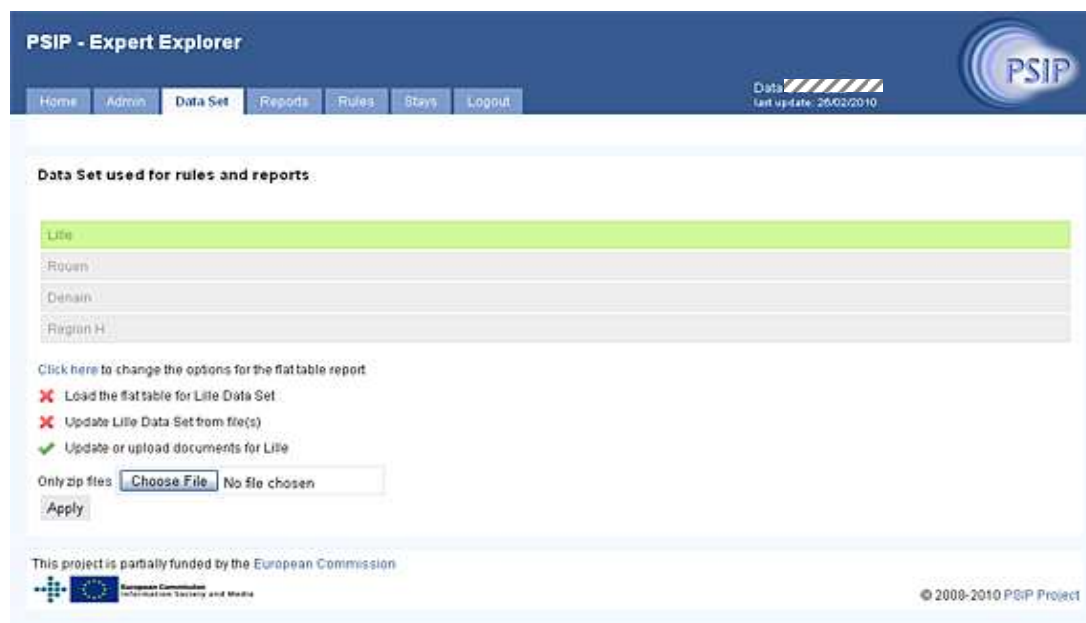 PSIP - Expert Explorer
PSIP
Home Admin Data Set Reports Rules Stays Logout
Data
last update: 26/02/2010
Data Set used for rules and reports
Lille
Rouen
Denain
Region H
Click here to change the options for the flat table report
Load the flat table for Lille Data Set
Update Lille Data Set from file(s)
Update or upload documents for Lille
Only zip files Choose File No file chosen
Apply
This project is partially funded by the European Commission
European Commission
Information Society and Media
© 2008-2010 PSIP Project